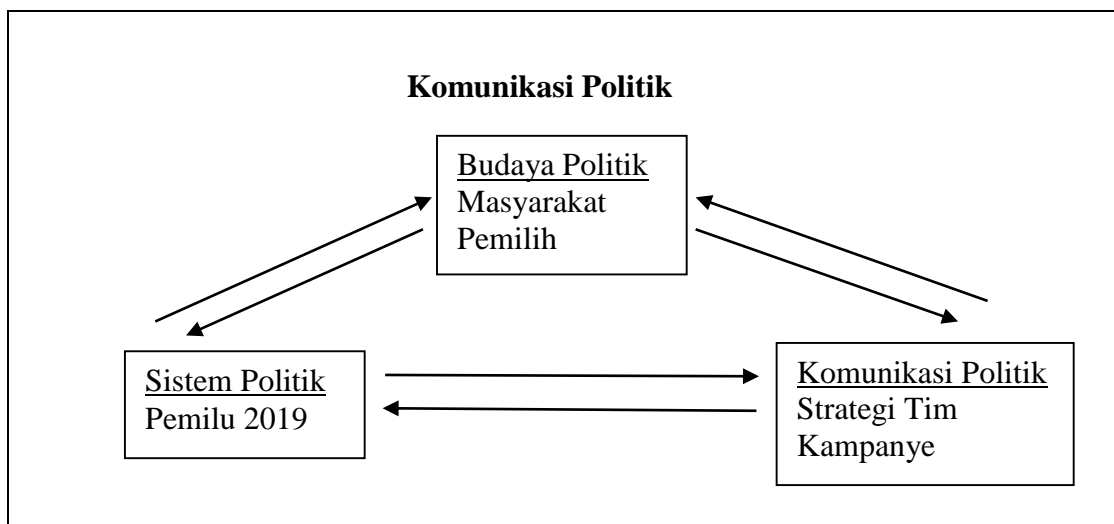 Komunikasi Politik
Budaya Politik
Masyarakat
Pemilih
Sistem Politik
Pemilu 2019
Komunikasi Politik
Strategi Tim
Kampanye